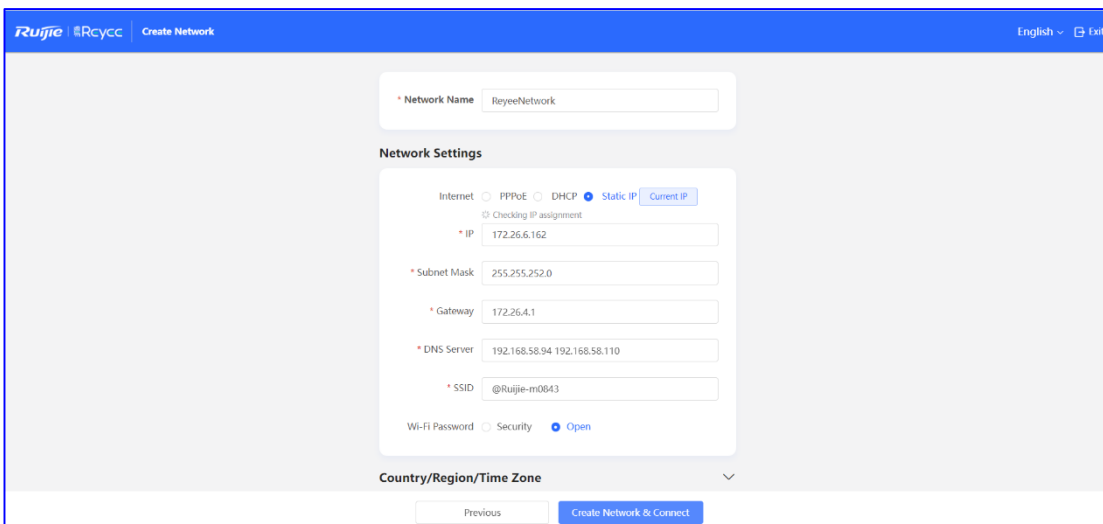 Ruijie | Rcycc Create Network English Exit
* Network Name ReyeeNetwork
Network Settings
Internet PPPoE DHCP Static IP Current IP
Checking IP assignment
* IP 172.26.6.162
* Subnet Mask 255.255.252.0
* Gateway 172.26.4.1
* DNS Server 192.168.58.94 192.168.58.110
* SSID @Ruijie-m0843
Wi-Fi Password Security Open
Country/Region/Time Zone
Previous Create Network & Connect